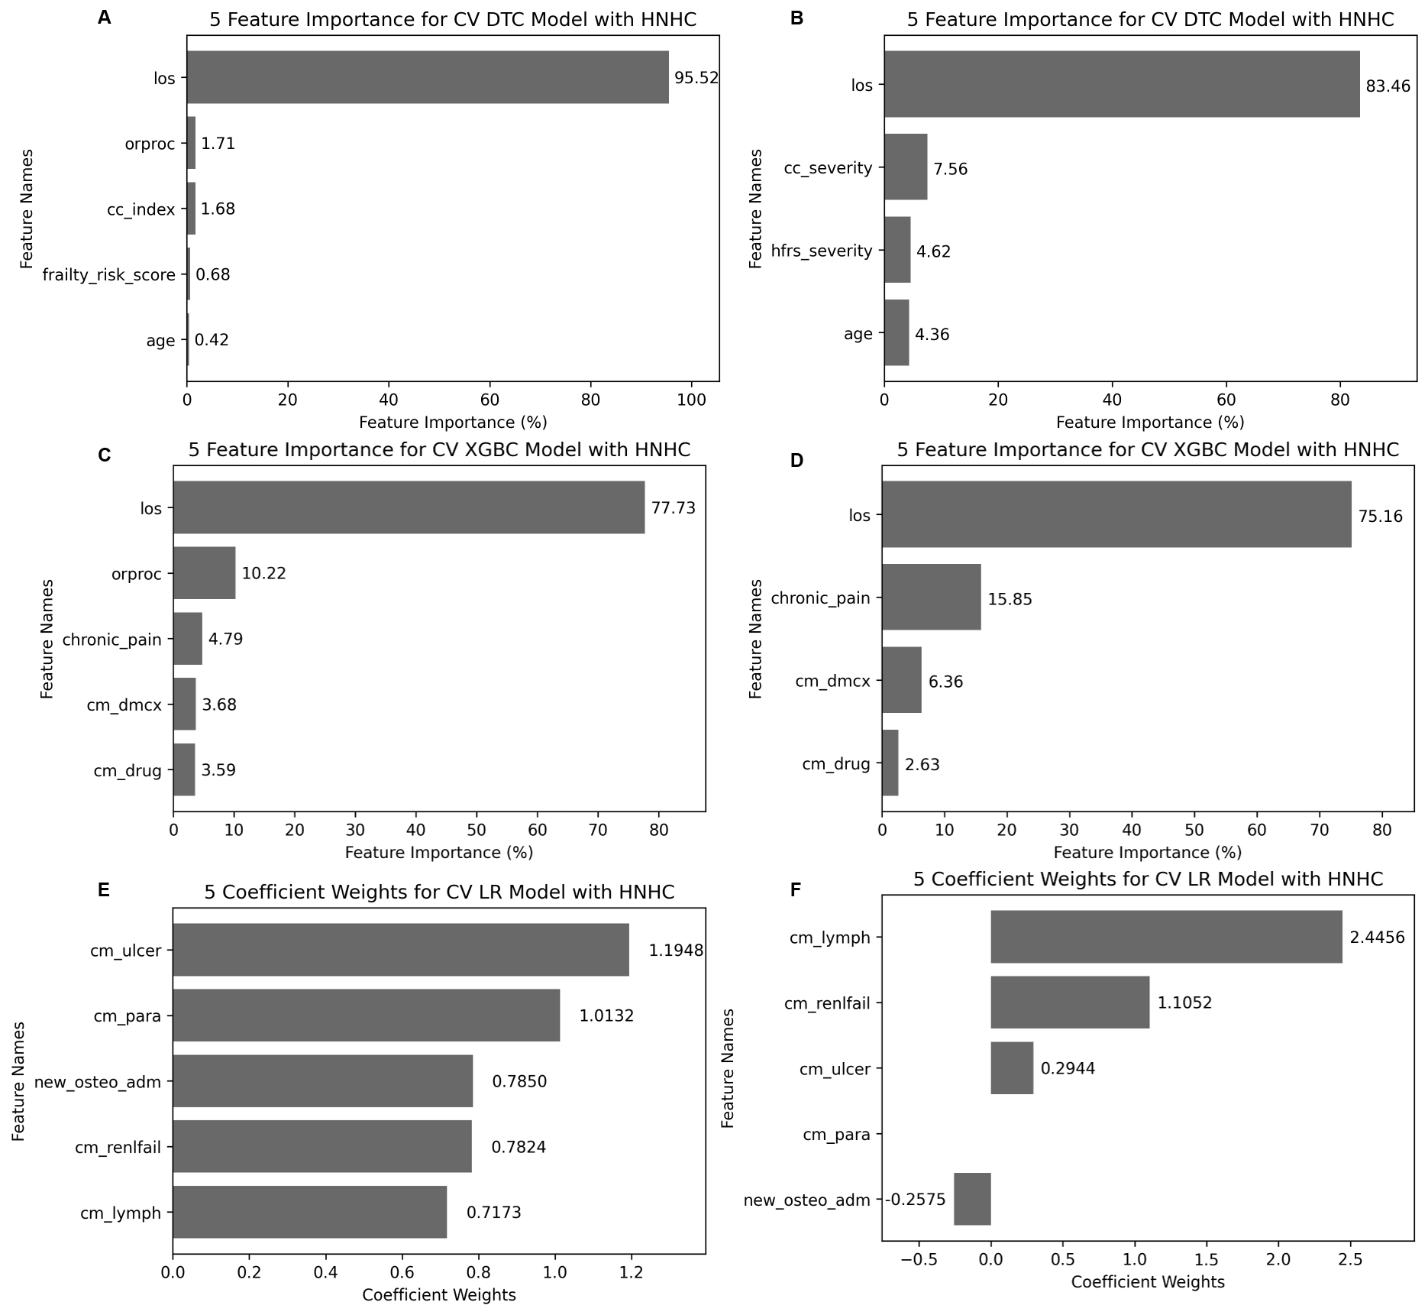 A
5 Feature Importance for CV DTC Model with HNHC
Feature Names
los
95.52
orproc
1.71
cc_index
1.68
frailty_risk_score
0.68
age
0.42
0 20 40 60 80 100
Feature Importance (%)
B
5 Feature Importance for CV DTC Model with HNHC
Feature Names
los
83.46
cc_severity
7.56
hfrs_severity
4.62
age
4.36
0 20 40 60 80
Feature Importance (%)
C
5 Feature Importance for CV XGBC Model with HNHC
Feature Names
los
77.73
orproc
10.22
chronic_pain
4.79
cm_dmcx
3.68
cm_drug
3.59
0 10 20 30 40 50 60 70 80
Feature Importance (%)
D
5 Feature Importance for CV XGBC Model with HNHC
Feature Names
los
75.16
chronic_pain
15.85
cm_dmcx
6.36
cm_drug
2.63
0 10 20 30 40 50 60 70 80
Feature Importance (%)
E
5 Coefficient Weights for CV LR Model with HNHC
Feature Names
cm_ulcer
1.1948
cm_para
1.0132
new_osteo_adm
0.7850
cm_renlfail
0.7824
cm_lymph
0.7173
0.0 0.2 0.4 0.6 0.8 1.0 1.2
Coefficient Weights
F
5 Coefficient Weights for CV LR Model with HNHC
Feature Names
cm_lymph
2.4456
cm_renlfail
1.1052
cm_ulcer
0.2944
cm_para
new_osteo_adm
-0.2575
−0.5 0.0 0.5 1.0 1.5 2.0 2.5
Coefficient Weights